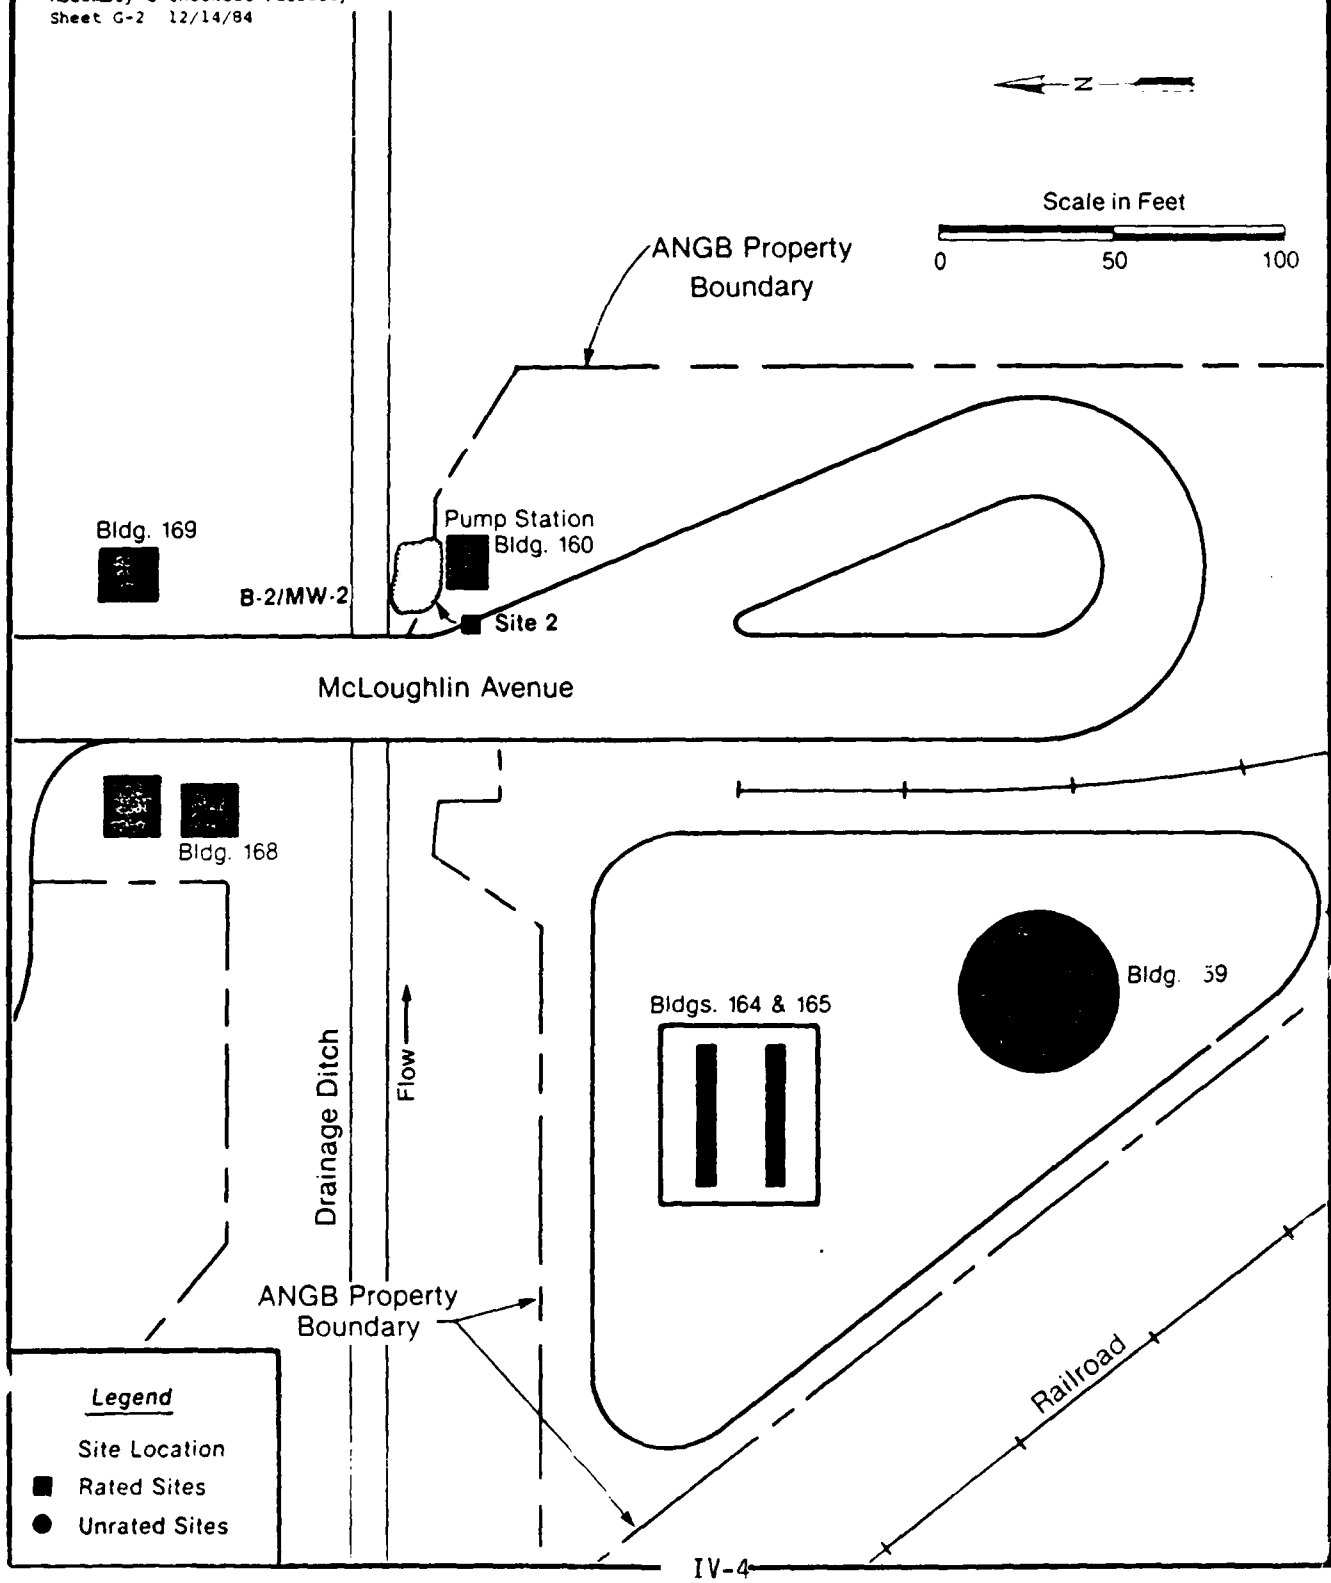 Sheet G-2 12/14/84
N
Scale in Feet
0 50 100
ANGB Property
Boundary
Bldg. 169
Pump Station
Bldg. 160
B-2/MW-2
Site 2
McLoughlin Avenue
Bldg. 168
Bldg. 39
Bldgs. 164 & 165
Flow
Drainage Ditch
ANGB Property
Boundary
Railroad
Legend
Site Location
Rated Sites
Unrated Sites
IV-4